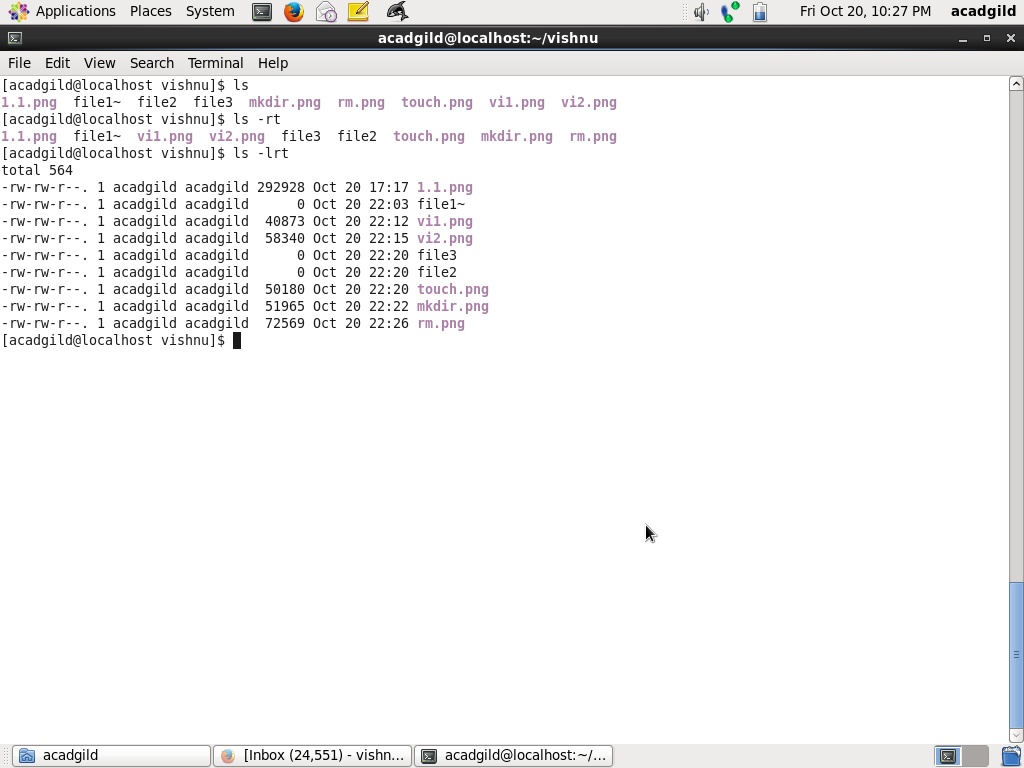 Applications Places System Fri Oct 20, 10:27 PM acadgild
acadgild@localhost:~/vishnu
File Edit View Search Terminal Help
[acadgild@localhost vishnu]$ ls
1.1.png  file1~  file2  file3  mkdir.png  rm.png  touch.png  vi1.png  vi2.png
[acadgild@localhost vishnu]$ ls -rt
1.1.png  file1~  vi1.png  vi2.png  file3  file2  touch.png  mkdir.png  rm.png
[acadgild@localhost vishnu]$ ls -lrt
total 564
-rw-rw-r--. 1 acadgild acadgild 292928 Oct 20 17:17 1.1.png
-rw-rw-r--. 1 acadgild acadgild      0 Oct 20 22:03 file1~
-rw-rw-r--. 1 acadgild acadgild  40873 Oct 20 22:12 vi1.png
-rw-rw-r--. 1 acadgild acadgild  58340 Oct 20 22:15 vi2.png
-rw-rw-r--. 1 acadgild acadgild      0 Oct 20 22:20 file3
-rw-rw-r--. 1 acadgild acadgild      0 Oct 20 22:20 file2
-rw-rw-r--. 1 acadgild acadgild  50180 Oct 20 22:20 touch.png
-rw-rw-r--. 1 acadgild acadgild  51965 Oct 20 22:22 mkdir.png
-rw-rw-r--. 1 acadgild acadgild  72569 Oct 20 22:26 rm.png
[acadgild@localhost vishnu]$
acadgild [Inbox (24,551) - vishn... acadgild@localhost:~/...